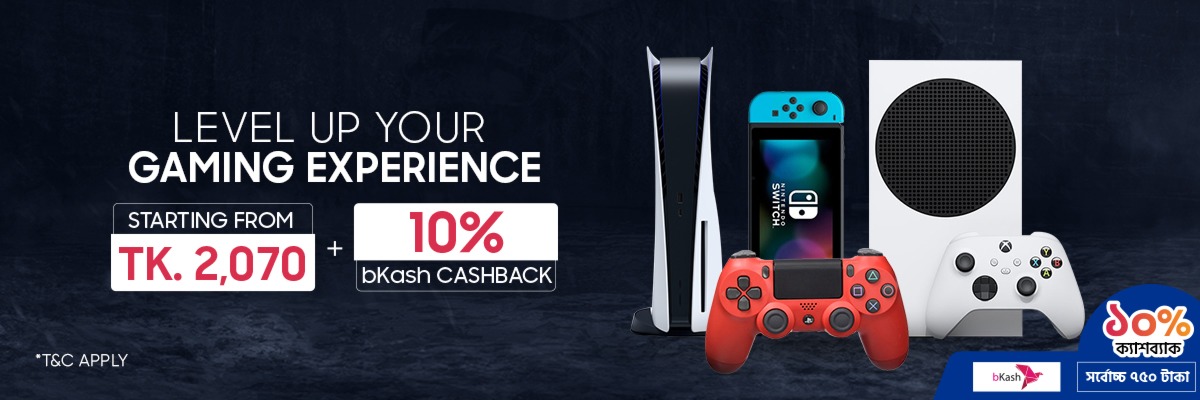 LEVEL UP YOUR
GAMING EXPERIENCE
STARTING FROM
TK. 2,070
+
10%
bKash CASHBACK
*T&C APPLY
NINTENDO
SWITCH
Y
X
B
A
১০%
ক্যাশব্যাক
bKash
সর্বোচ্চ ৭৫০ টাকা